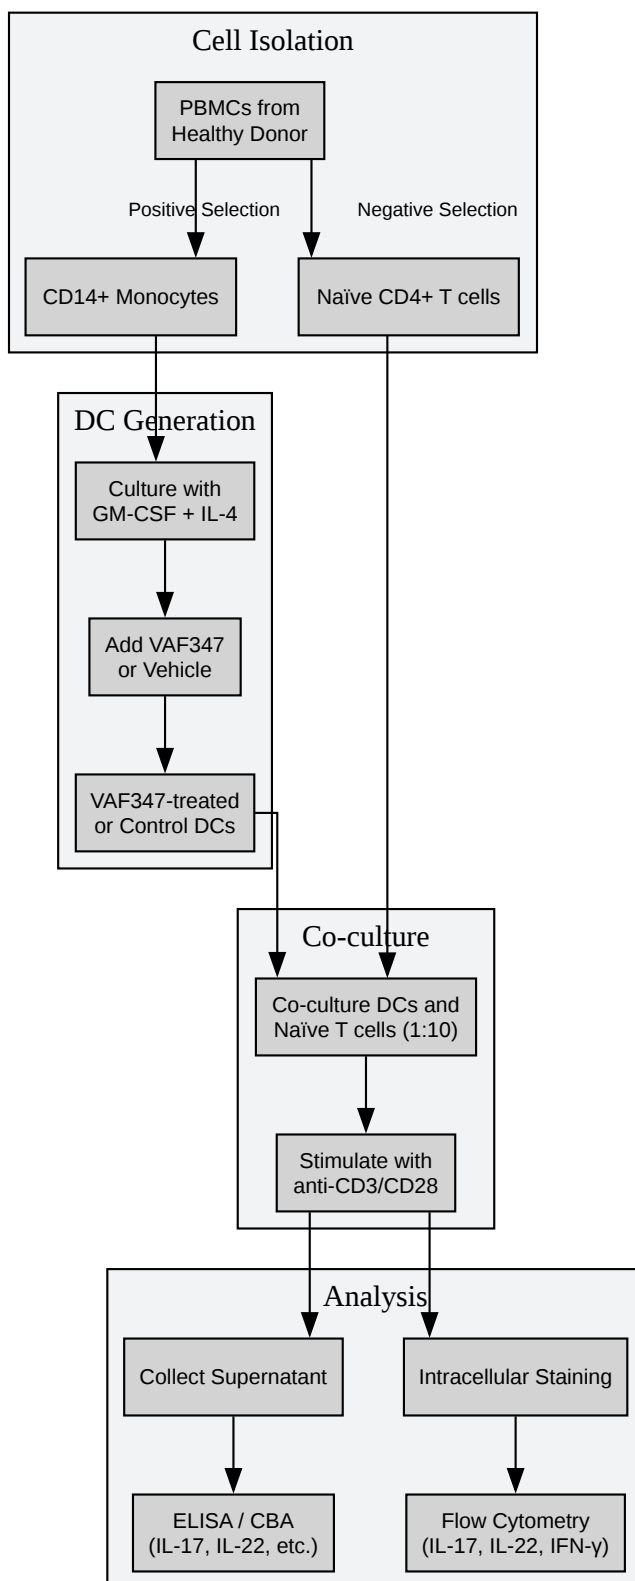 Cell Isolation
PBMCs from
Healthy Donor
Positive Selection
Negative Selection
CD14+ Monocytes
Naïve CD4+ T cells
DC Generation
Culture with
GM-CSF + IL-4
Add VAF347
or Vehicle
VAF347-treated
or Control DCs
Co-culture
Co-culture DCs and
Naïve T cells (1:10)
Stimulate with
anti-CD3/CD28
Analysis
Collect Supernatant
Intracellular Staining
ELISA / CBA
(IL-17, IL-22, etc.)
Flow Cytometry
(IL-17, IL-22, IFN-γ)